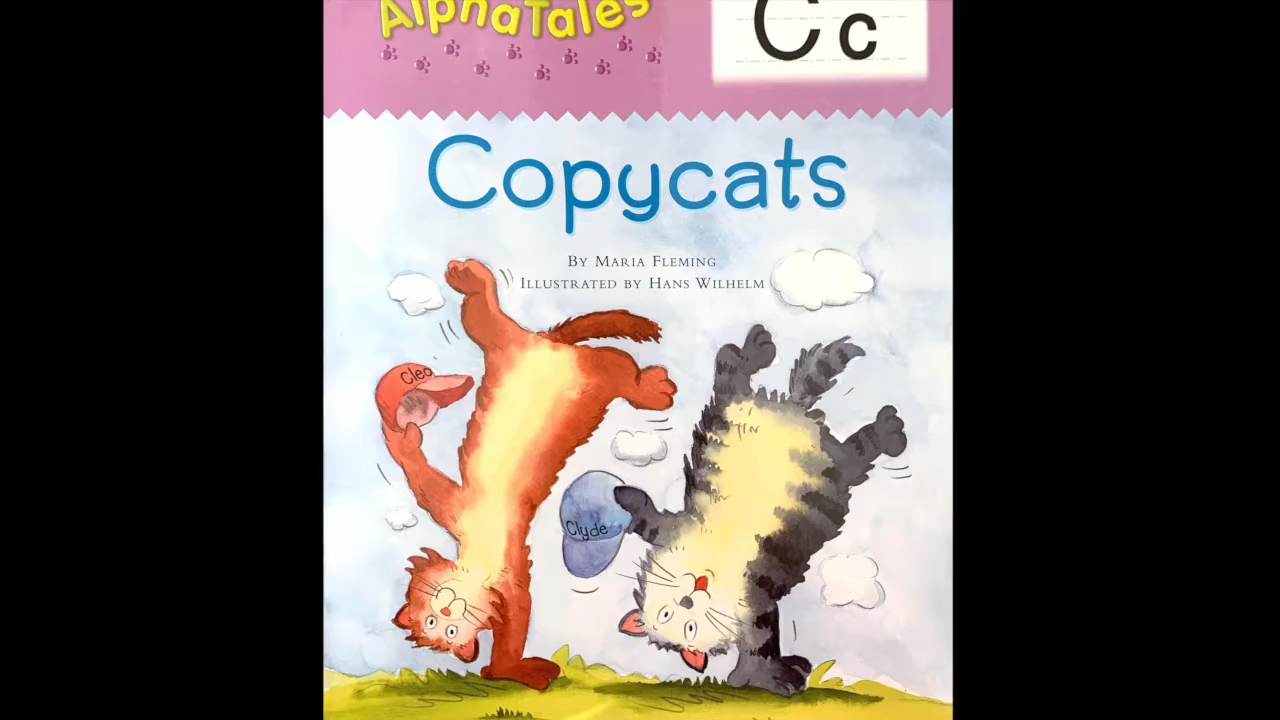 AlphaTales
Cc
Copycats
BY MARIA FLEMING
ILLUSTRATED BY HANS WILHELM
Cleo
Clyde